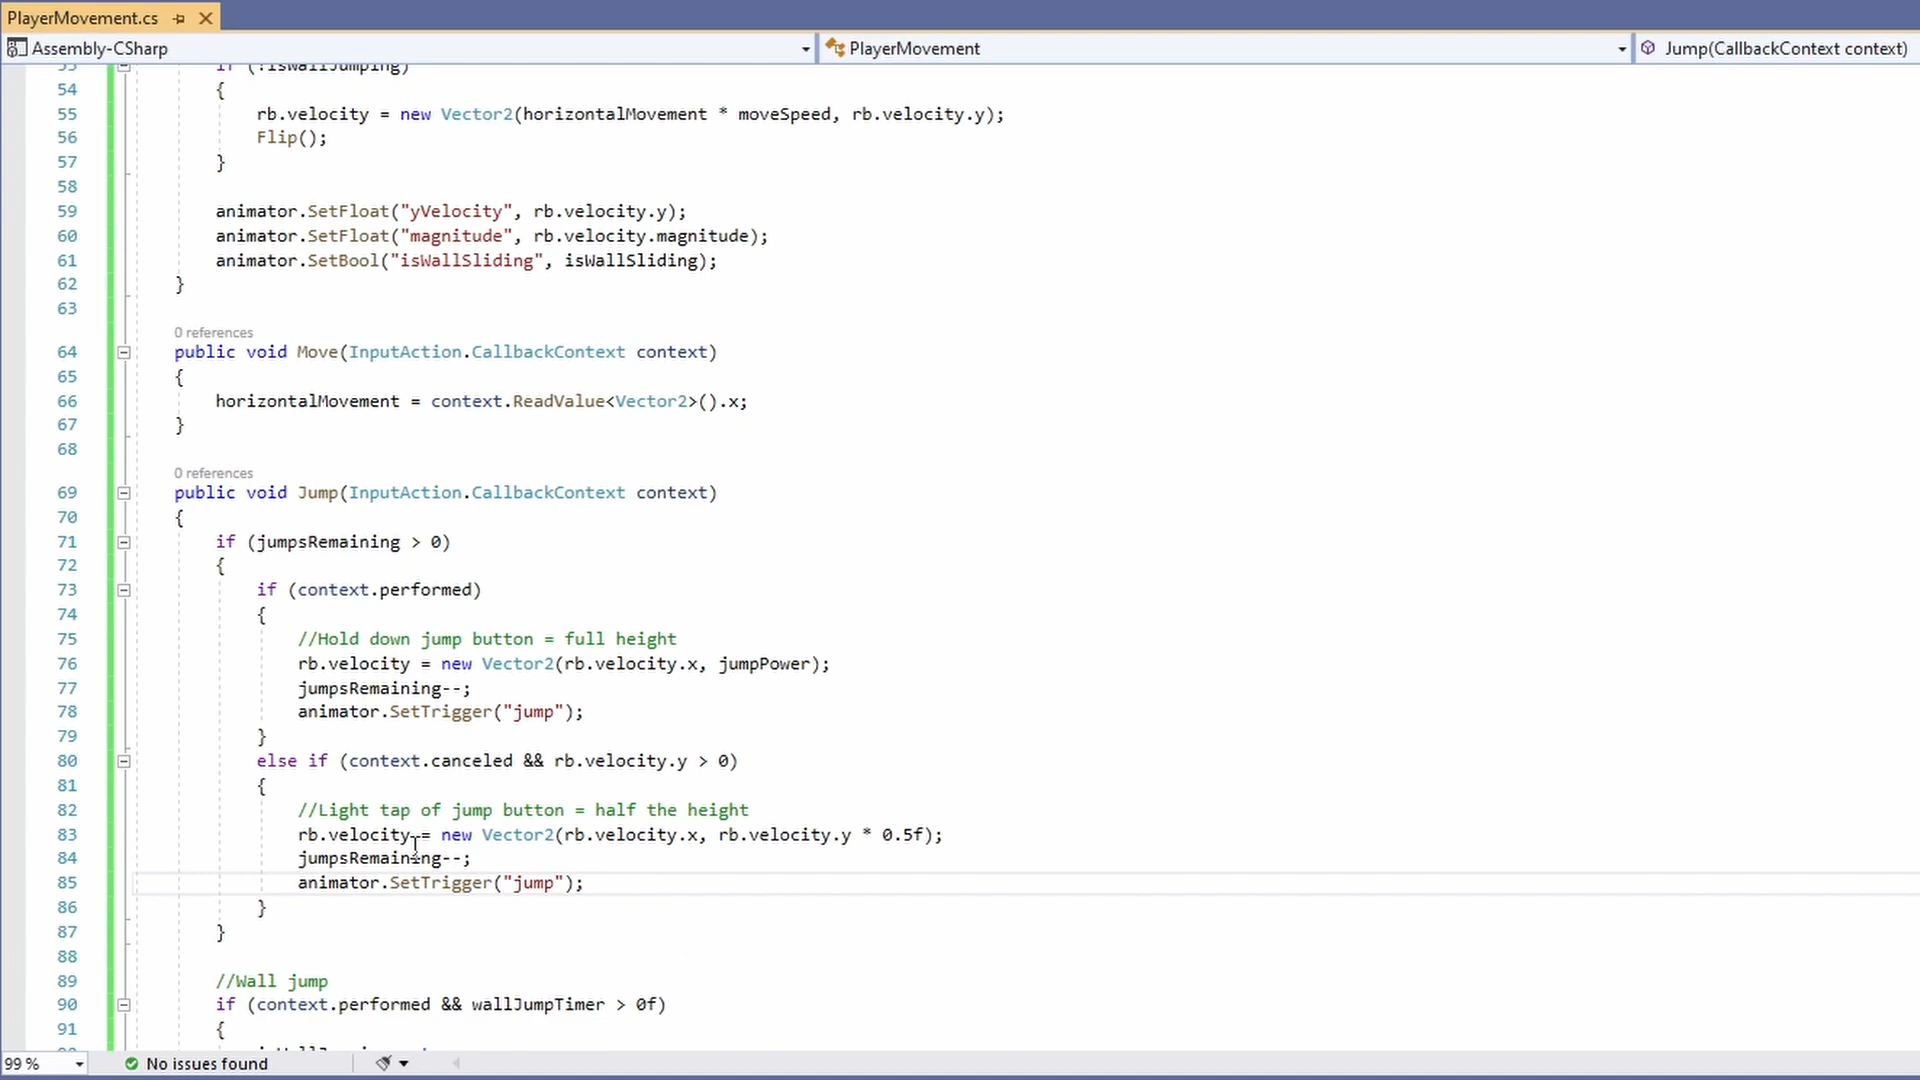 PlayerMovement.cs
Assembly-CSharp PlayerMovement Jump(CallbackContext context)
53 if (!isWallJumping)
54 {
55 rb.velocity = new Vector2(horizontalMovement * moveSpeed, rb.velocity.y);
56 Flip();
57 }
58
59 animator.SetFloat("yVelocity", rb.velocity.y);
60 animator.SetFloat("magnitude", rb.velocity.magnitude);
61 animator.SetBool("isWallSliding", isWallSliding);
62 }
63
0 references
64 public void Move(InputAction.CallbackContext context)
65 {
66 horizontalMovement = context.ReadValue<Vector2>().x;
67 }
68
0 references
69 public void Jump(InputAction.CallbackContext context)
70 {
71 if (jumpsRemaining > 0)
72 {
73 if (context.performed)
74 {
75 //Hold down jump button = full height
76 rb.velocity = new Vector2(rb.velocity.x, jumpPower);
77 jumpsRemaining--;
78 animator.SetTrigger("jump");
79 }
80 else if (context.canceled && rb.velocity.y > 0)
81 {
82 //Light tap of jump button = half the height
83 rb.velocity = new Vector2(rb.velocity.x, rb.velocity.y * 0.5f);
84 jumpsRemaining--;
85 animator.SetTrigger("jump");
86 }
87 }
88
89 //Wall jump
90 if (context.performed && wallJumpTimer > 0f)
91 {
99 % No issues found